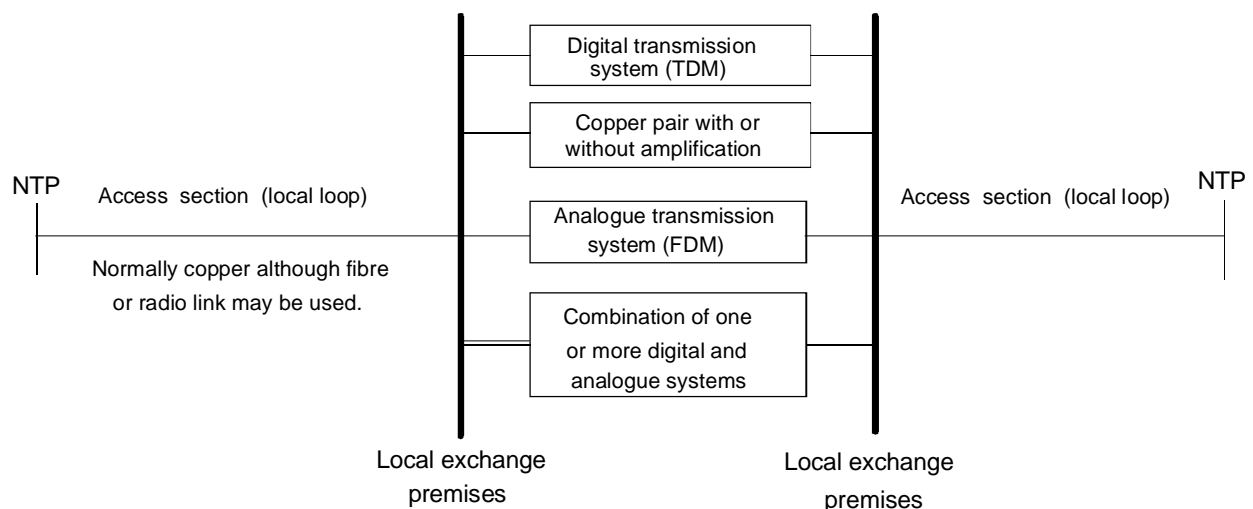 Digital transmission
system (TDM)
Copper pair with or
without amplification
NTP
Access section (local loop)
Normally copper although fibre
or radio link may be used.
Analogue transmission
system (FDM)
Access section (local loop)
NTP
Combination of one
or more digital and
analogue systems
Local exchange
premises
Local exchange
premises